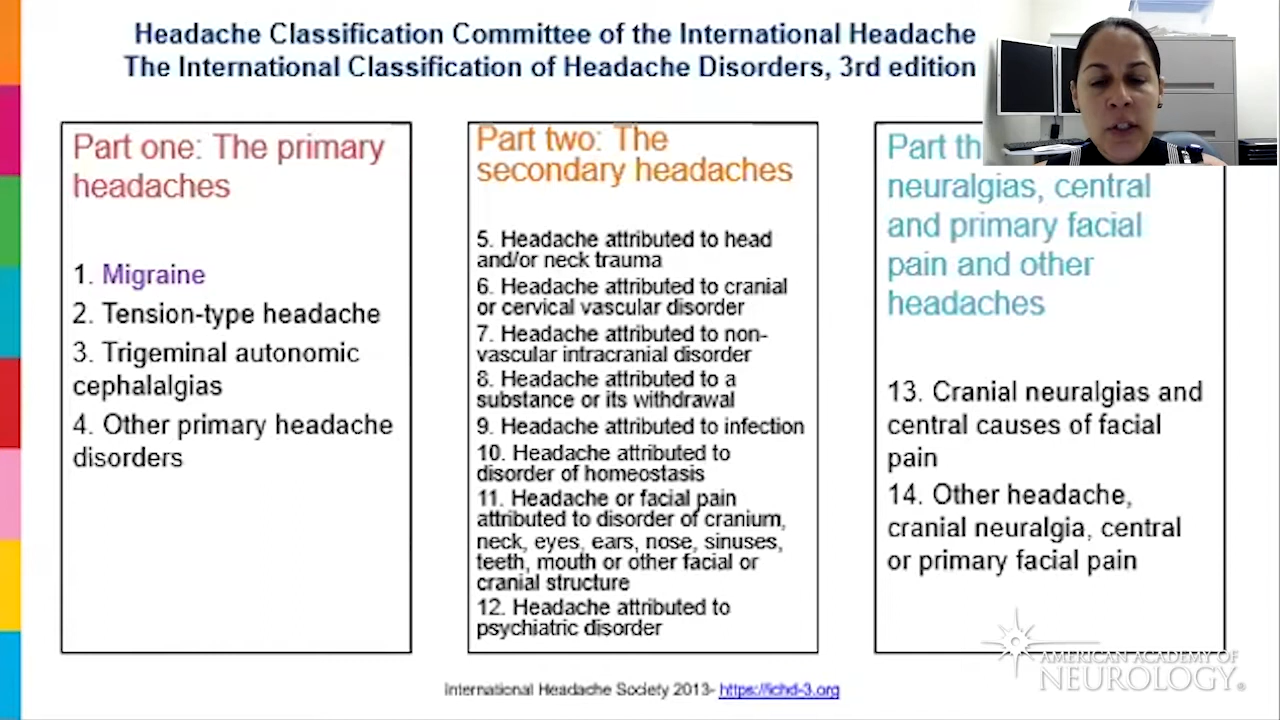 Headache Classification Committee of the International Headache
The International Classification of Headache Disorders, 3rd edition
Part one: The primary
headaches
1. Migraine
2. Tension-type headache
3. Trigeminal autonomic
cephalalgias
4. Other primary headache
disorders
Part two: The
secondary headaches
5. Headache attributed to head
and/or neck trauma
6. Headache attributed to cranial
or cervical vascular disorder
7. Headache attributed to non-
vascular intracranial disorder
8. Headache attributed to a
substance or its withdrawal
9. Headache attributed to infection
10. Headache attributed to
disorder of homeostasis
11. Headache or facial pain
attributed to disorder of cranium,
neck, eyes, ears, nose, sinuses,
teeth, mouth or other facial or
cranial structure
12. Headache attributed to
psychiatric disorder
Part
neuralgias, central
and primary facial
pain and other
headaches
13. Cranial neuralgias and
central causes of facial
pain
14. Other headache,
cranial neuralgia, central
or primary facial pain
International Headache Society 2013- https://ichd-3.org
AMERICAN ACADEMY OF
NEUROLOGY®